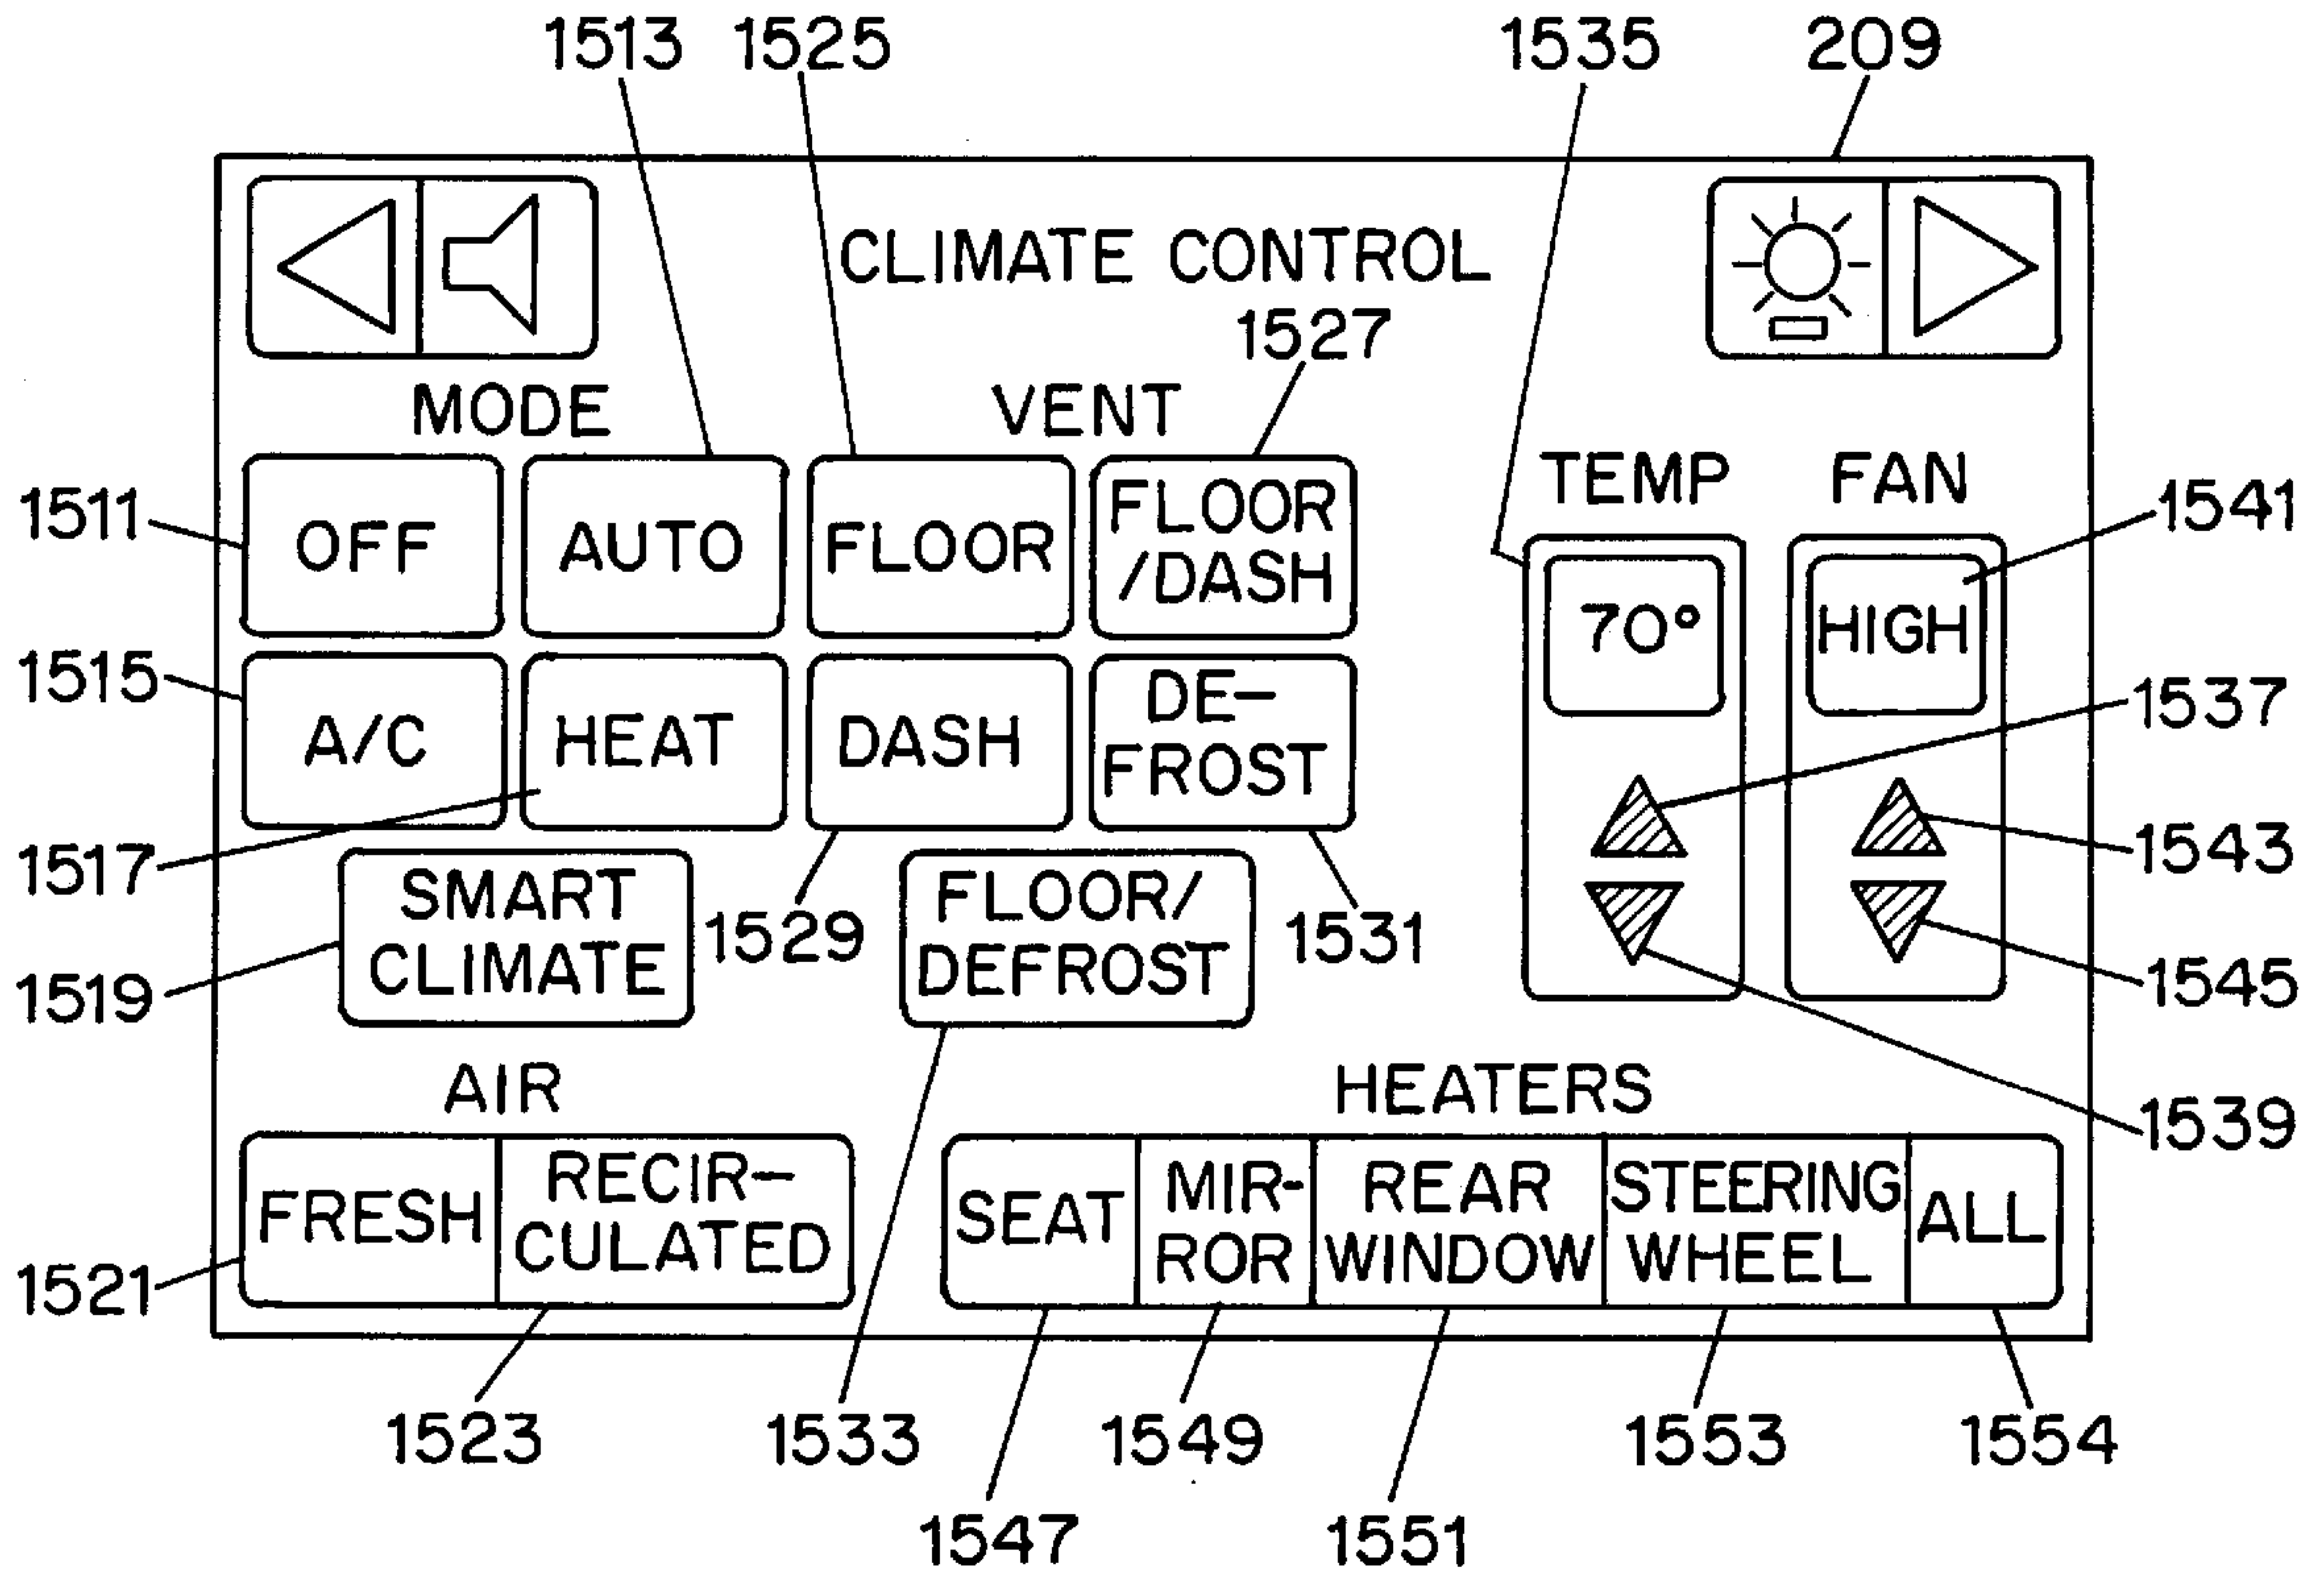 1513 1525 1535 209
CLIMATE CONTROL
1527
MODE VENT
TEMP FAN
1511 OFF AUTO FLOOR FLOOR
/DASH
1541
70° HIGH
1515 A/C HEAT DASH DE-
FROST
1537
1517
1543
SMART
CLIMATE
1529
FLOOR/
DEFROST
1531
1519
1545
AIR HEATERS
1539
FRESH RECIR-
CULATED
SEAT MIR-
ROR
REAR
WINDOW
STEERING
WHEEL
ALL
1521
1523 1533 1549 1553 1554
1547 1551